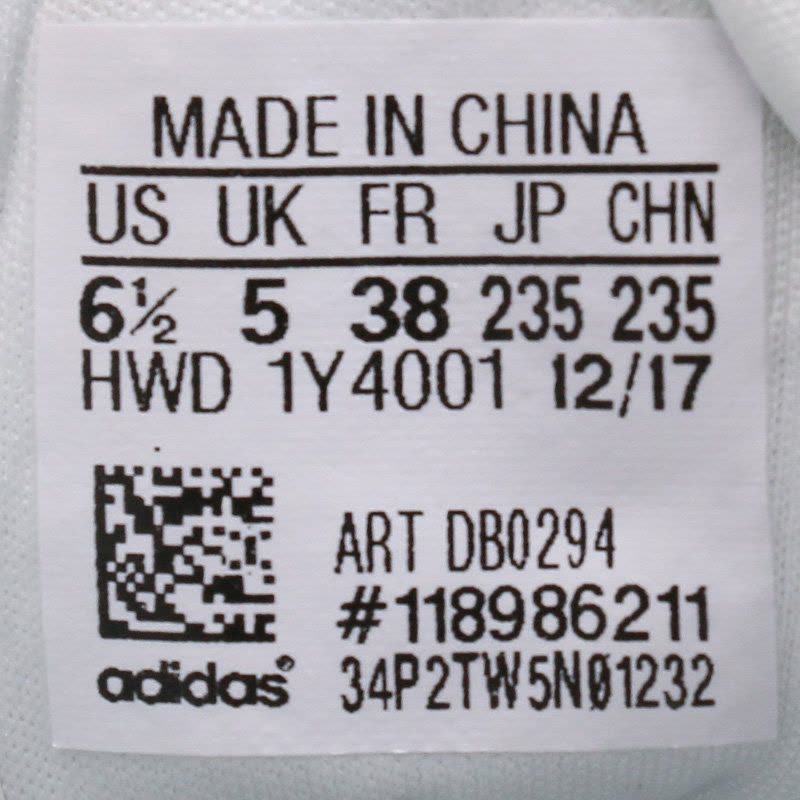 MADE IN CHINA
US UK FR JP CHN
6½ 5 38 235 235
HWD 1Y4001 12/17
ART DB0294
#118986211
adidas® 34P2TW5N01232